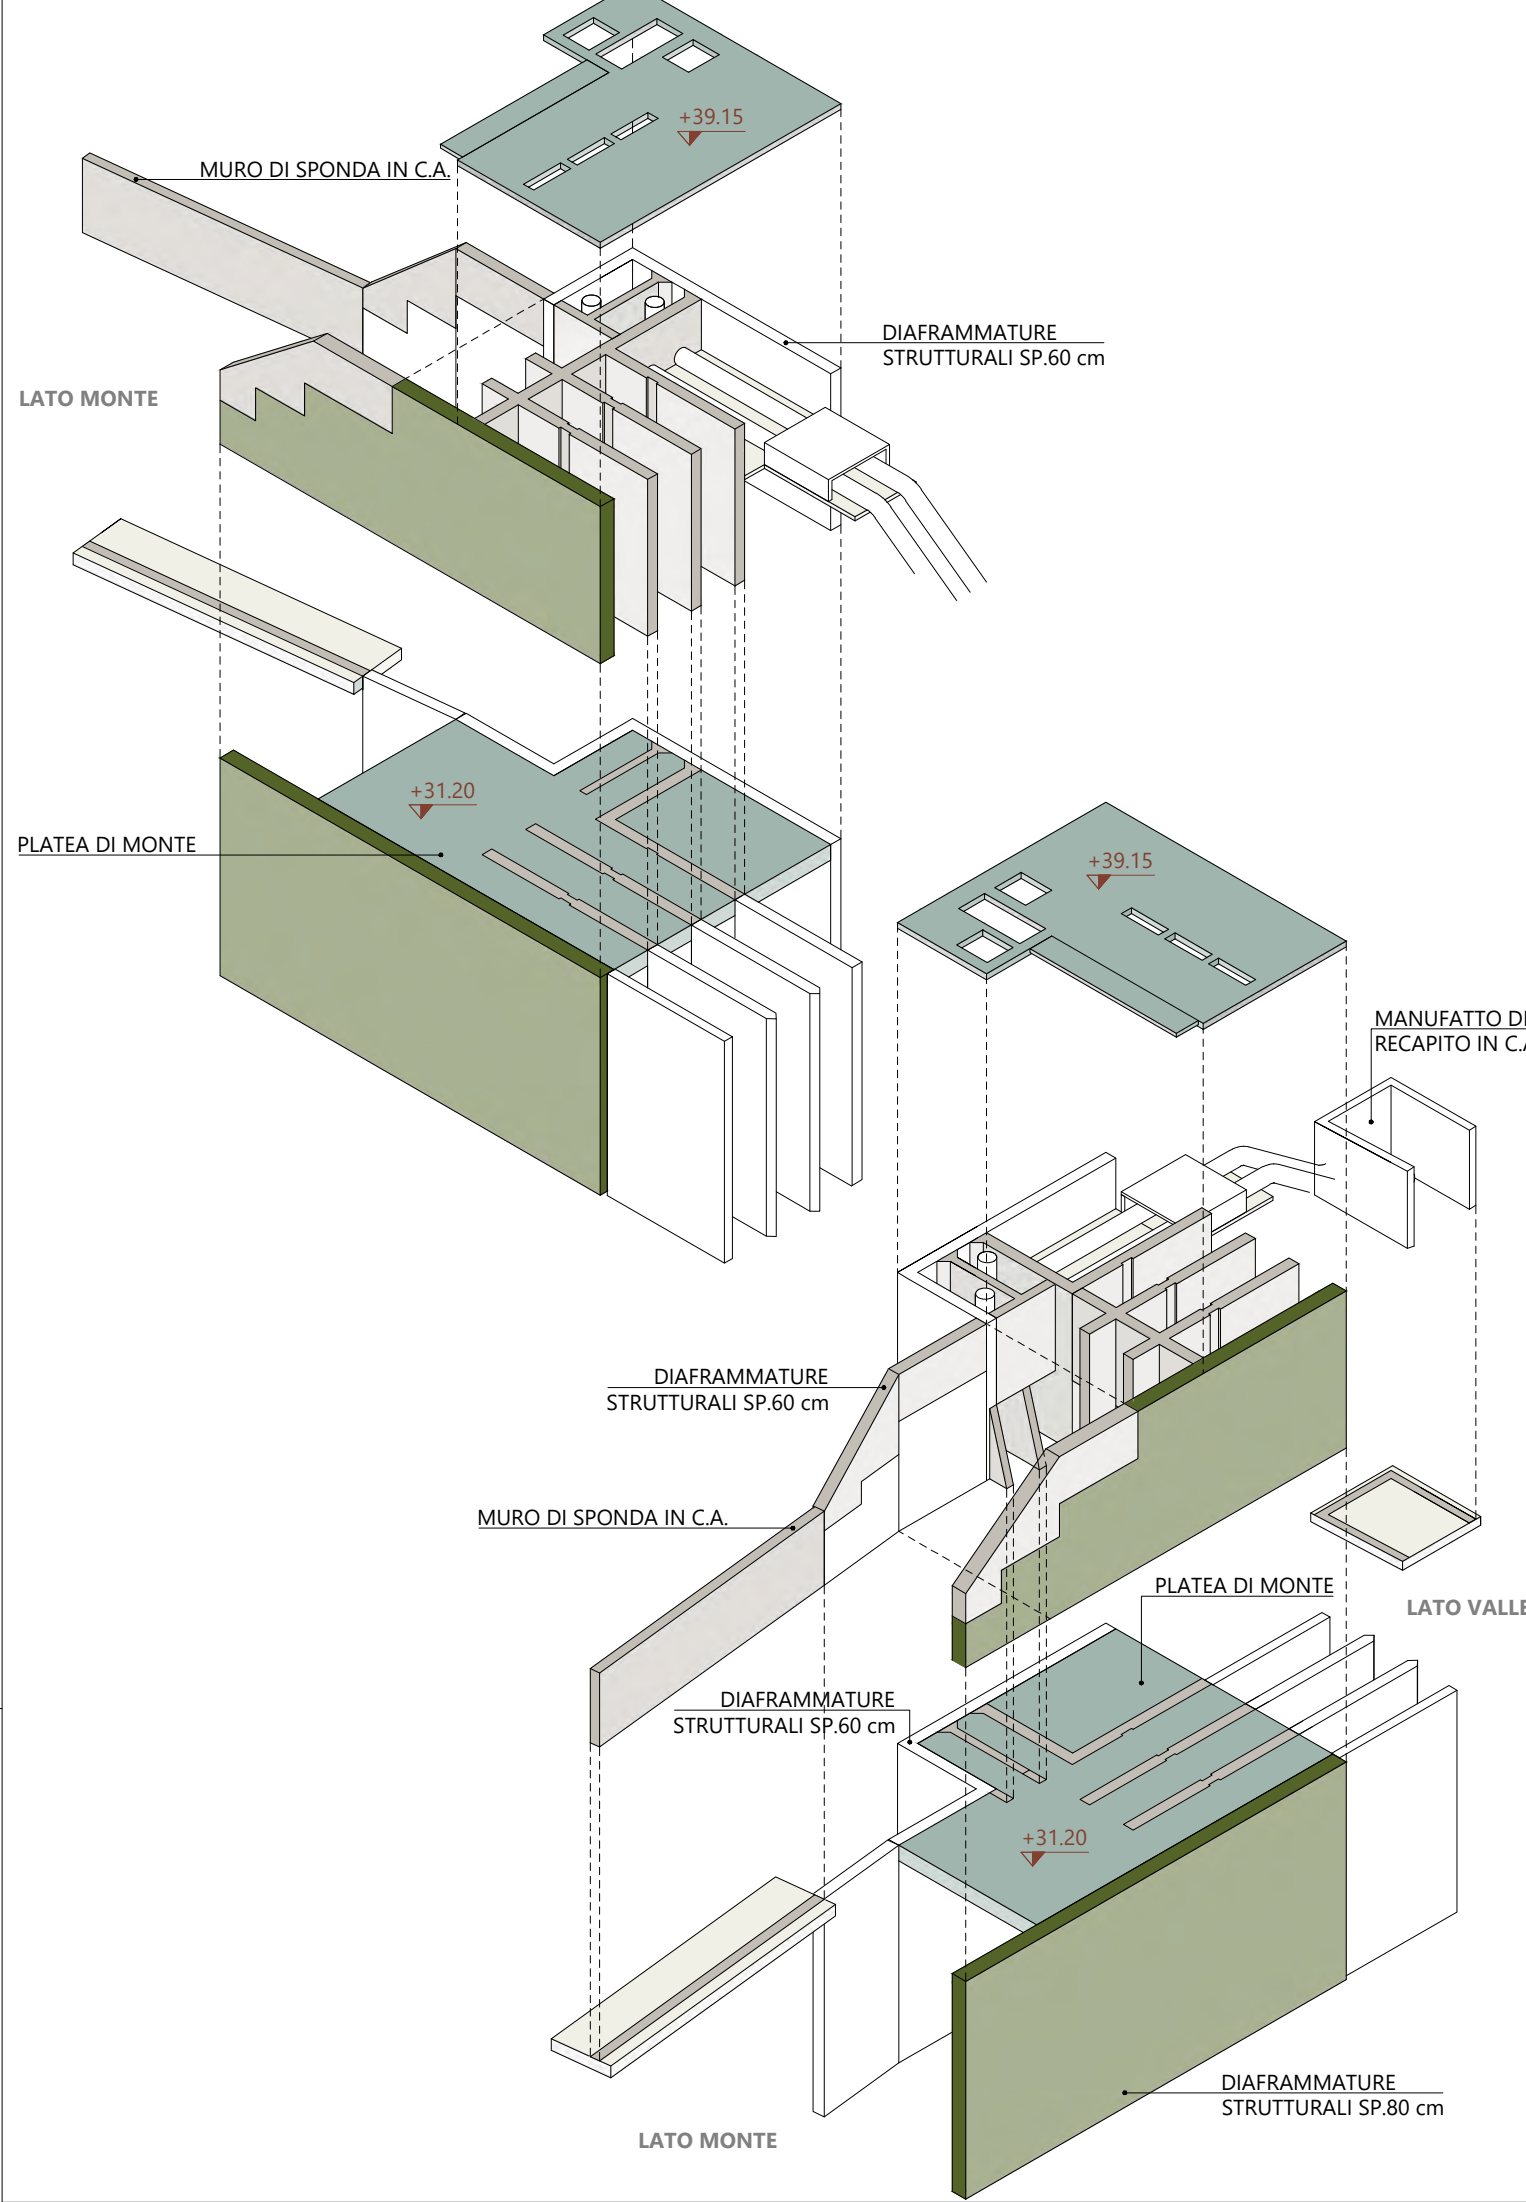 +39.15
MURO DI SPONDA IN C.A.
DIAFRAMMATURE
STRUTTURALI SP.60 cm
LATO MONTE
+31.20
PLATEA DI MONTE
+39.15
MANUFATTO DI
RECAPITO IN C.A
DIAFRAMMATURE
STRUTTURALI SP.60 cm
MURO DI SPONDA IN C.A.
PLATEA DI MONTE
LATO VALLE
DIAFRAMMATURE
STRUTTURALI SP.60 cm
+31.20
DIAFRAMMATURE
STRUTTURALI SP.80 cm
LATO MONTE